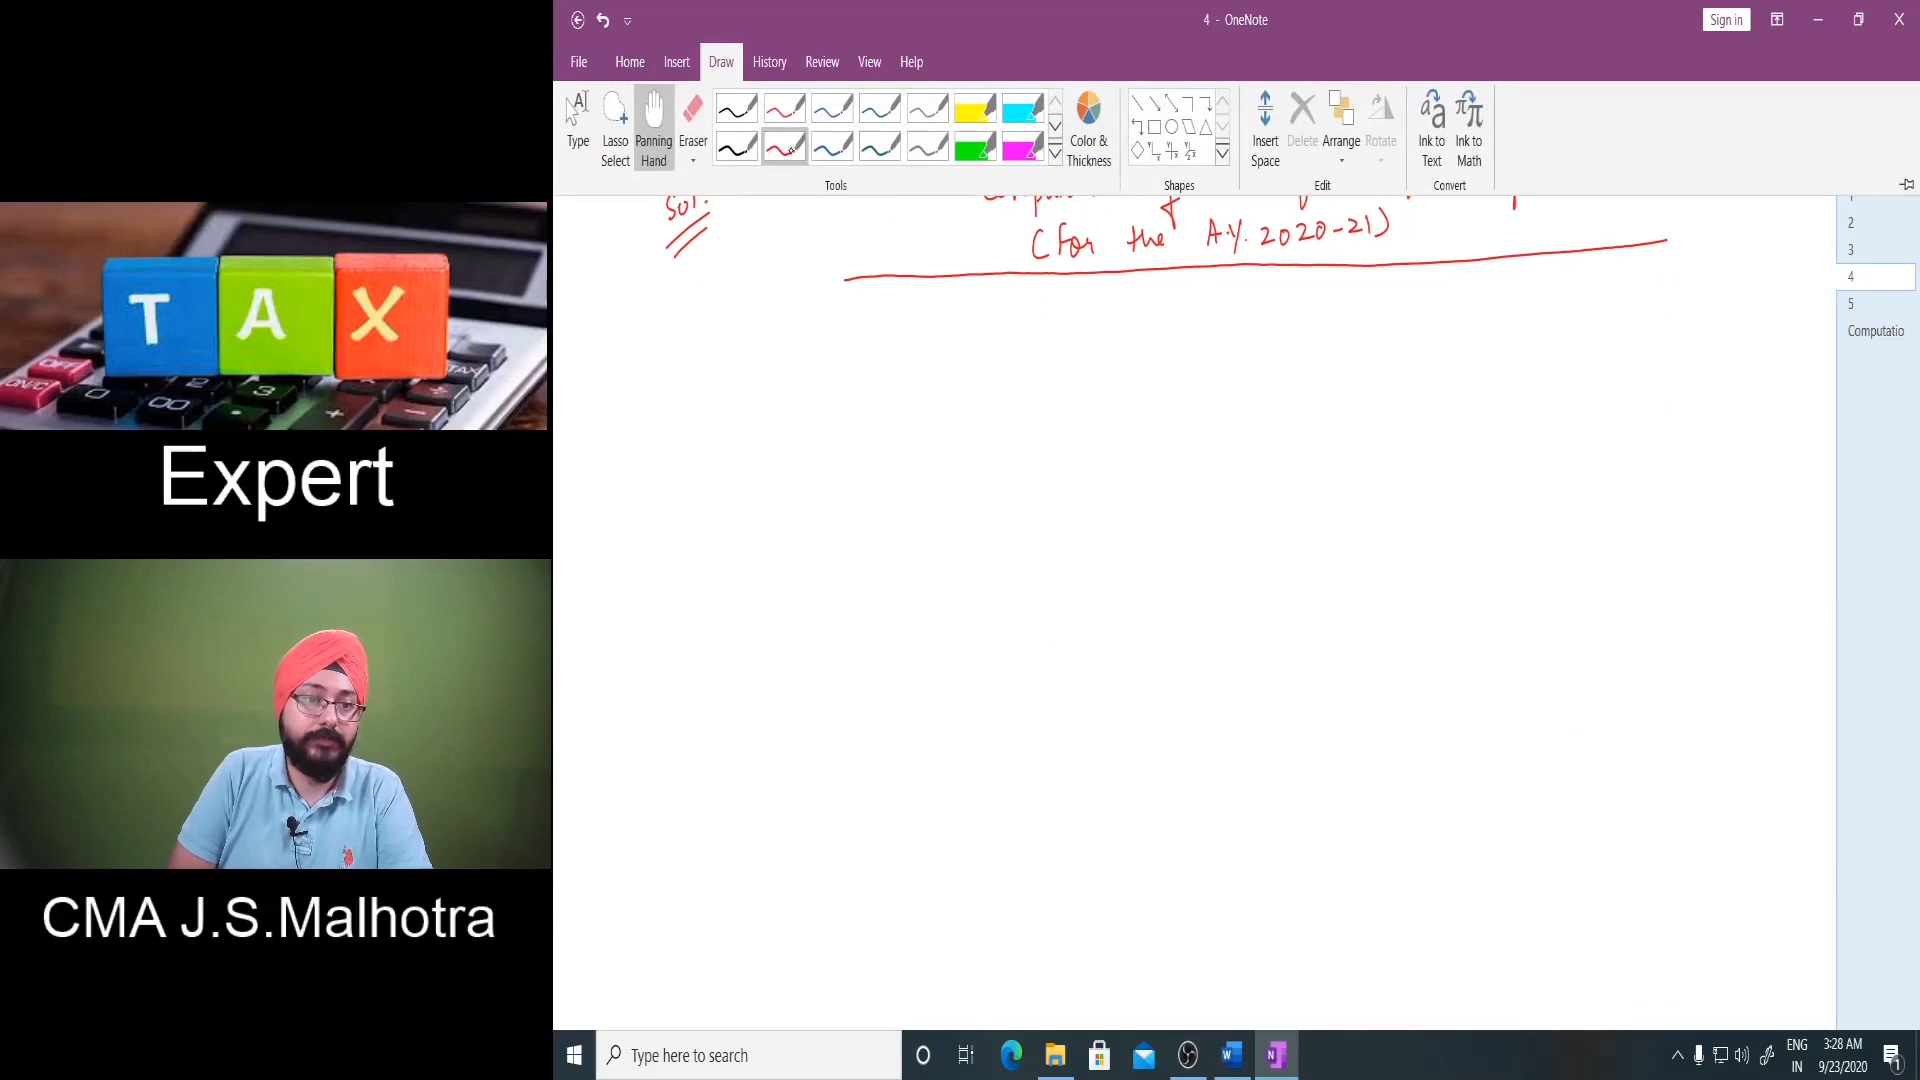 4 - OneNote
Sign in
File Home Insert Draw History Review View Help
Type
Lasso Select
Panning Hand
Eraser
Color & Thickness
Insert Space
Delete
Arrange
Rotate
Ink to Text
Ink to Math
Tools
Shapes
Edit
Convert
Sol.
(For the A.Y. 2020-21)
1
2
3
4
5
Computatio
T A X
Expert
CMA J.S.Malhotra
Type here to search
ENG
IN
3:28 AM
9/23/2020
1